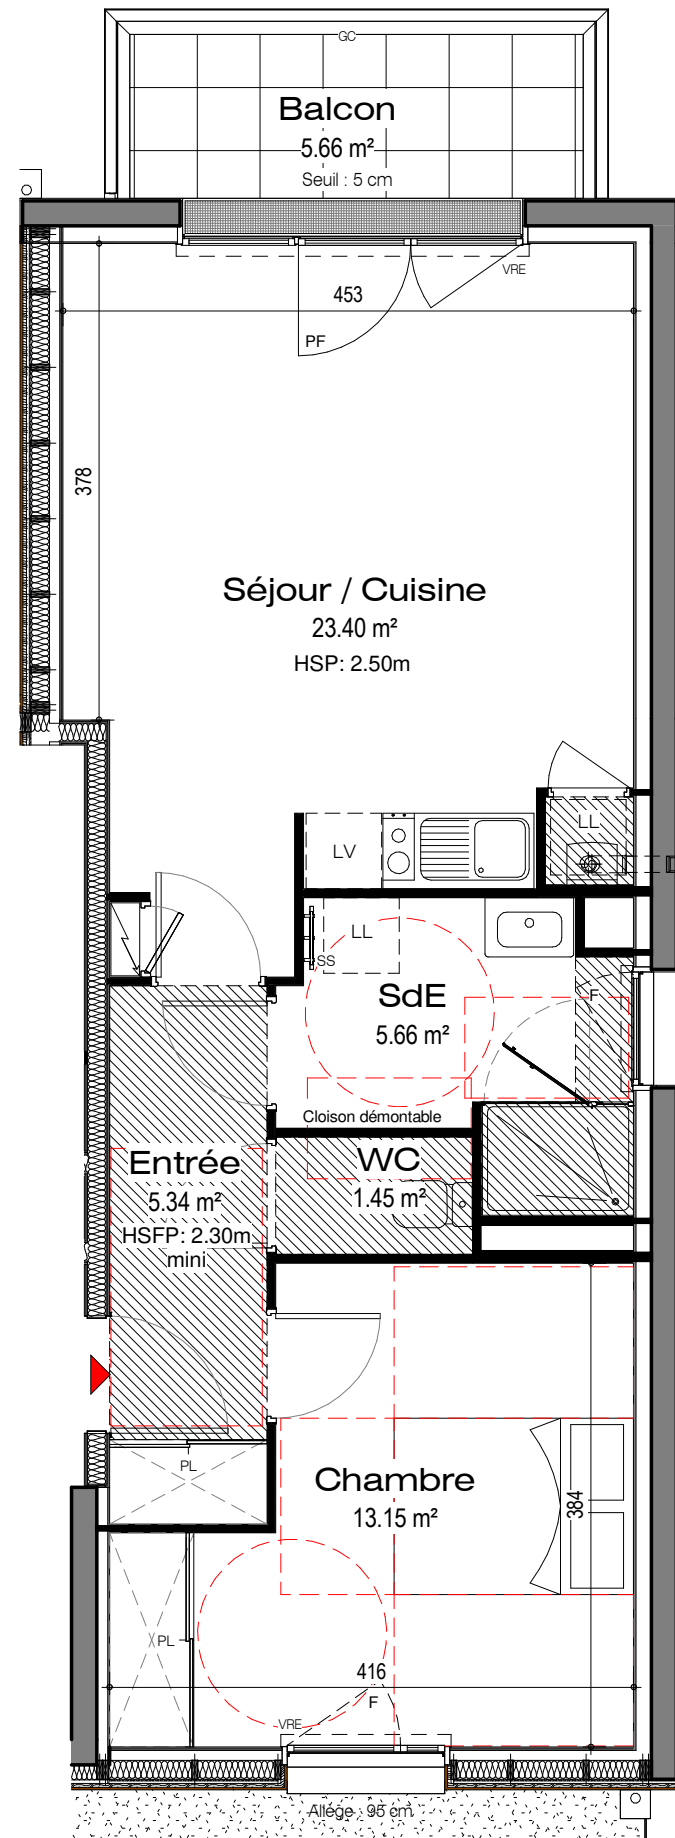 GC
Balcon
5.66 m²
Seuil : 5 cm
VRE
453
PF
378
Séjour / Cuisine
23.40 m²
HSP: 2.50m
LL
LV
LL
SS
SdE
5.66 m²
F
Cloison démontable
Entrée
5.34 m²
HSFP: 2.30m
mini
WC
1.45 m²
PL
Chambre
13.15 m²
384
PL
416
F
VRE
Allège : 95 cm